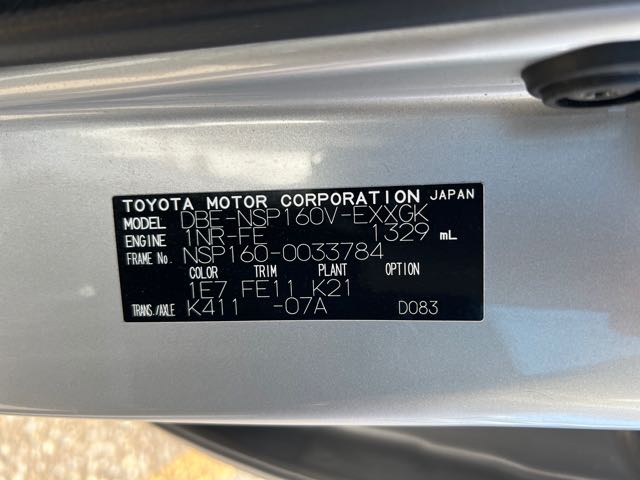 TOYOTA MOTOR CORPORATION JAPAN
MODEL DBE-NSP160V-EXXGK
ENGINE 1NR-FE 1329 mL
FRAME No. NSP160-0033784
COLOR TRIM PLANT OPTION
1E7 FE11 K21
TRANS./AXLE K411 -07A D083